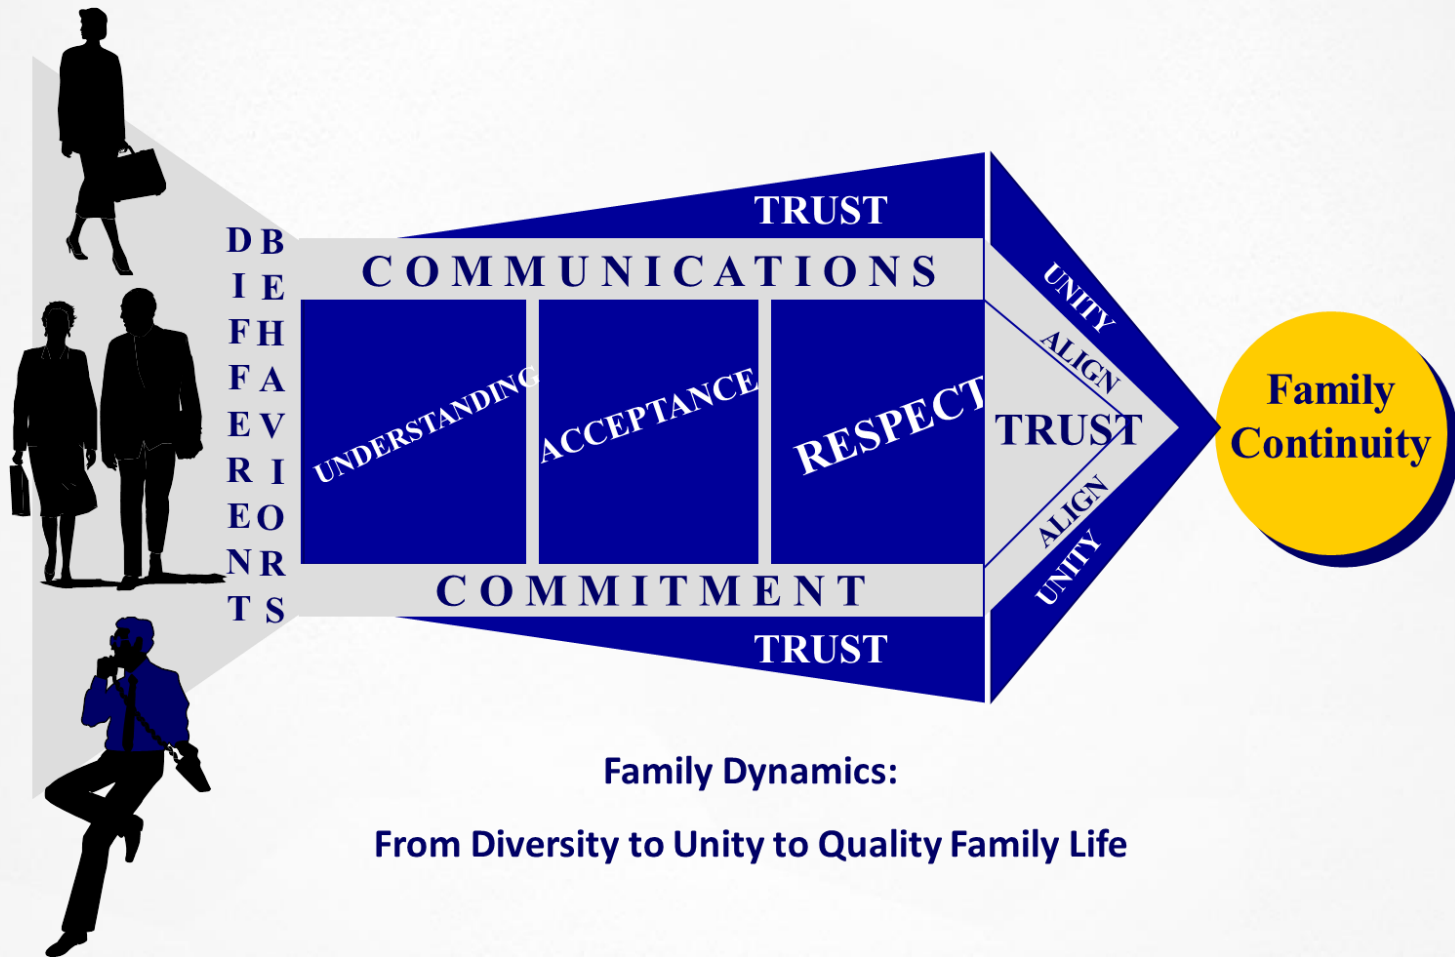 DIFFERENT
BEHAVIORS
TRUST
COMMUNICATIONS
UNDERSTANDING
ACCEPTANCE
RESPECT
COMMITMENT
TRUST
UNITY
ALIGN
TRUST
ALIGN
UNITY
Family
Continuity
Family Dynamics:
From Diversity to Unity to Quality Family Life